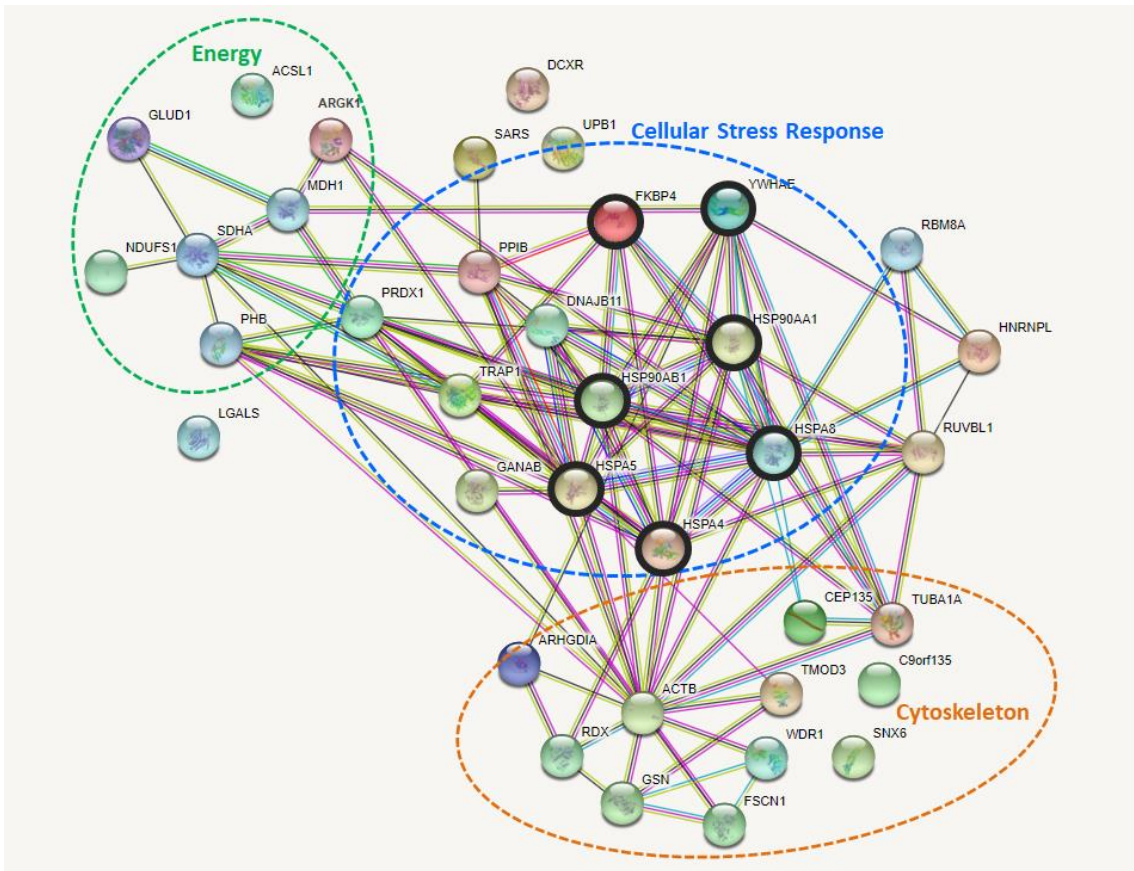 Energy
ACSL1
DCXR
GLUD1
ARGK1
SARS
UPB1
Cellular Stress Response
MDH1
FKBP4
YWHAE
NDUFS1
SDHA
PPIB
RBM8A
PRDX1
DNAJB11
PHB
HSP90AA1
HNRNPL
TRAP1
HSP90AB1
LGALS
HSPA8
RUVBL1
GANAB
HSPA5
HSPA4
CEP135
TUBA1A
ARHGDIA
C9orf135
TMOD3
ACTB
Cytoskeleton
RDX
WDR1
SNX6
GSN
FSCN1